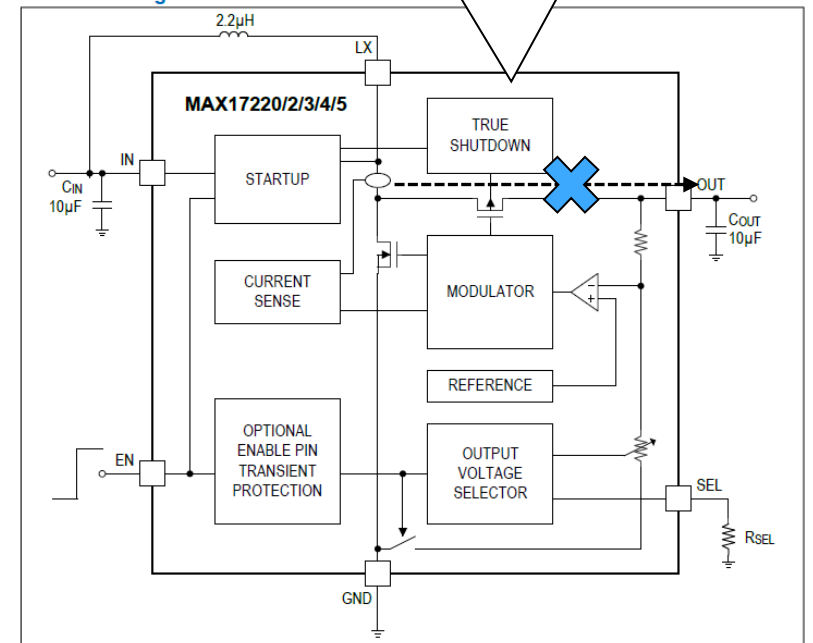 2.2µH
LX
MAX17220/2/3/4/5
TRUE
SHUTDOWN
IN
STARTUP
OUT
CIN
10µF
COUT
10µF
CURRENT
SENSE
MODULATOR
−
+
REFERENCE
OPTIONAL
ENABLE PIN
TRANSIENT
PROTECTION
EN
OUTPUT
VOLTAGE
SELECTOR
SEL
RSEL
GND